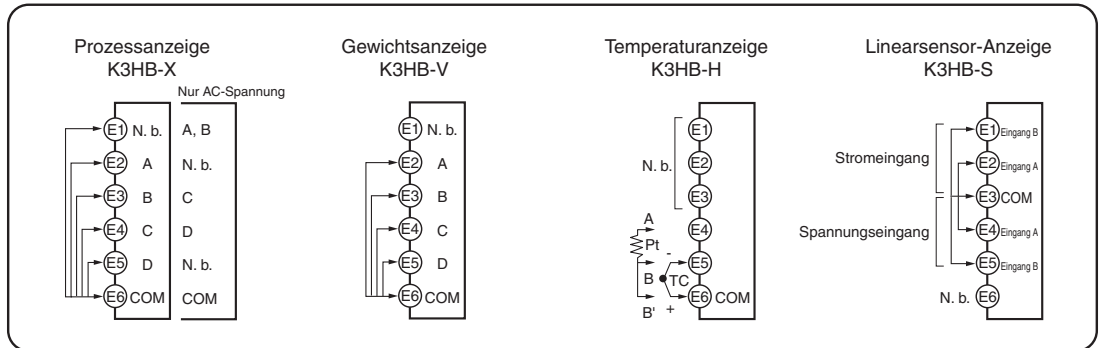 Prozessanzeige
K3HB-X
Nur AC-Spannung
E1 N. b. A, B
E2 A N. b.
E3 B C
E4 C D
E5 D N. b.
E6 COM COM
Gewichtsanzeige
K3HB-V
E1 N. b.
E2 A
E3 B
E4 C
E5 D
E6 COM
Temperaturanzeige
K3HB-H
E1
N. b. E2
E3
A
E4
Pt
-
E5
B TC
E6 COM
B' +
Linearsensor-Anzeige
K3HB-S
E1 Eingang B
Stromeingang
E2 Eingang A
E3 COM
Spannungseingang
E4 Eingang A
E5 Eingang B
N. b. E6